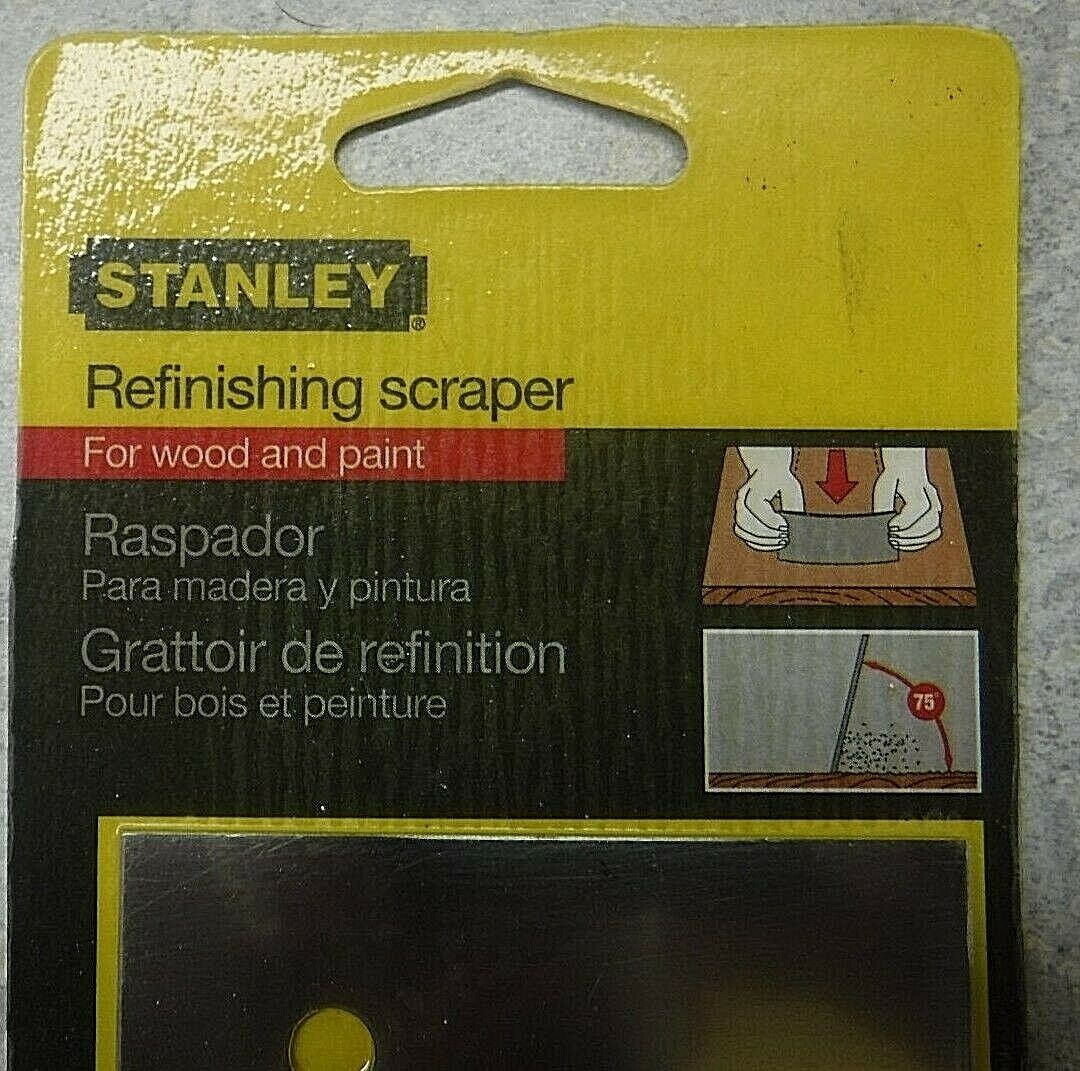 STANLEY®
Refinishing scraper
For wood and paint
Raspador
Para madera y pintura
Grattoir de refinition
Pour bois et peinture
75°